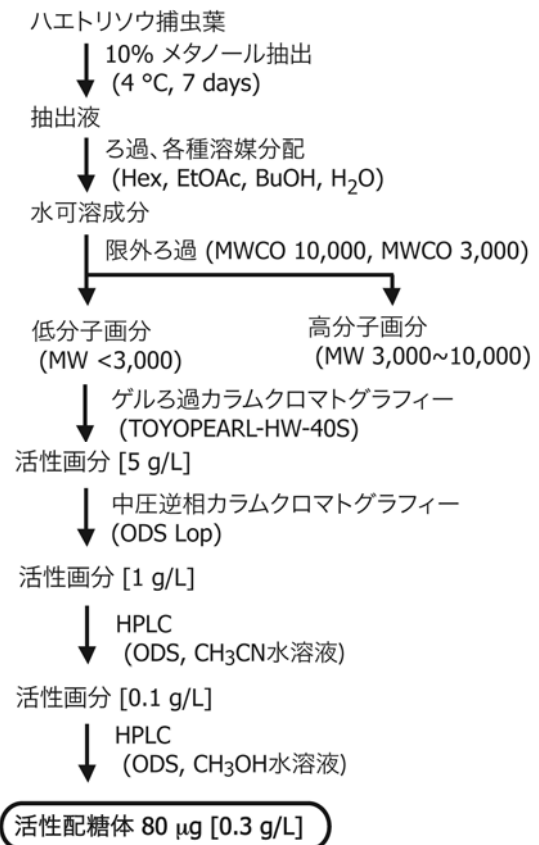 ハエトリソウ捕虫葉
10% メタノール抽出
(4 °C, 7 days)
抽出液
ろ過、各種溶媒分配
(Hex, EtOAc, BuOH, H₂O)
水可溶成分
限外ろ過 (MWCO 10,000, MWCO 3,000)
低分子画分
(MW <3,000)
高分子画分
(MW 3,000~10,000)
ゲルろ過カラムクロマトグラフィー
(TOYOPEARL-HW-40S)
活性画分 [5 g/L]
中圧逆相カラムクロマトグラフィー
(ODS Lop)
活性画分 [1 g/L]
HPLC
(ODS, CH₃CN水溶液)
活性画分 [0.1 g/L]
HPLC
(ODS, CH₃OH水溶液)
活性配糖体 80 μg [0.3 g/L]